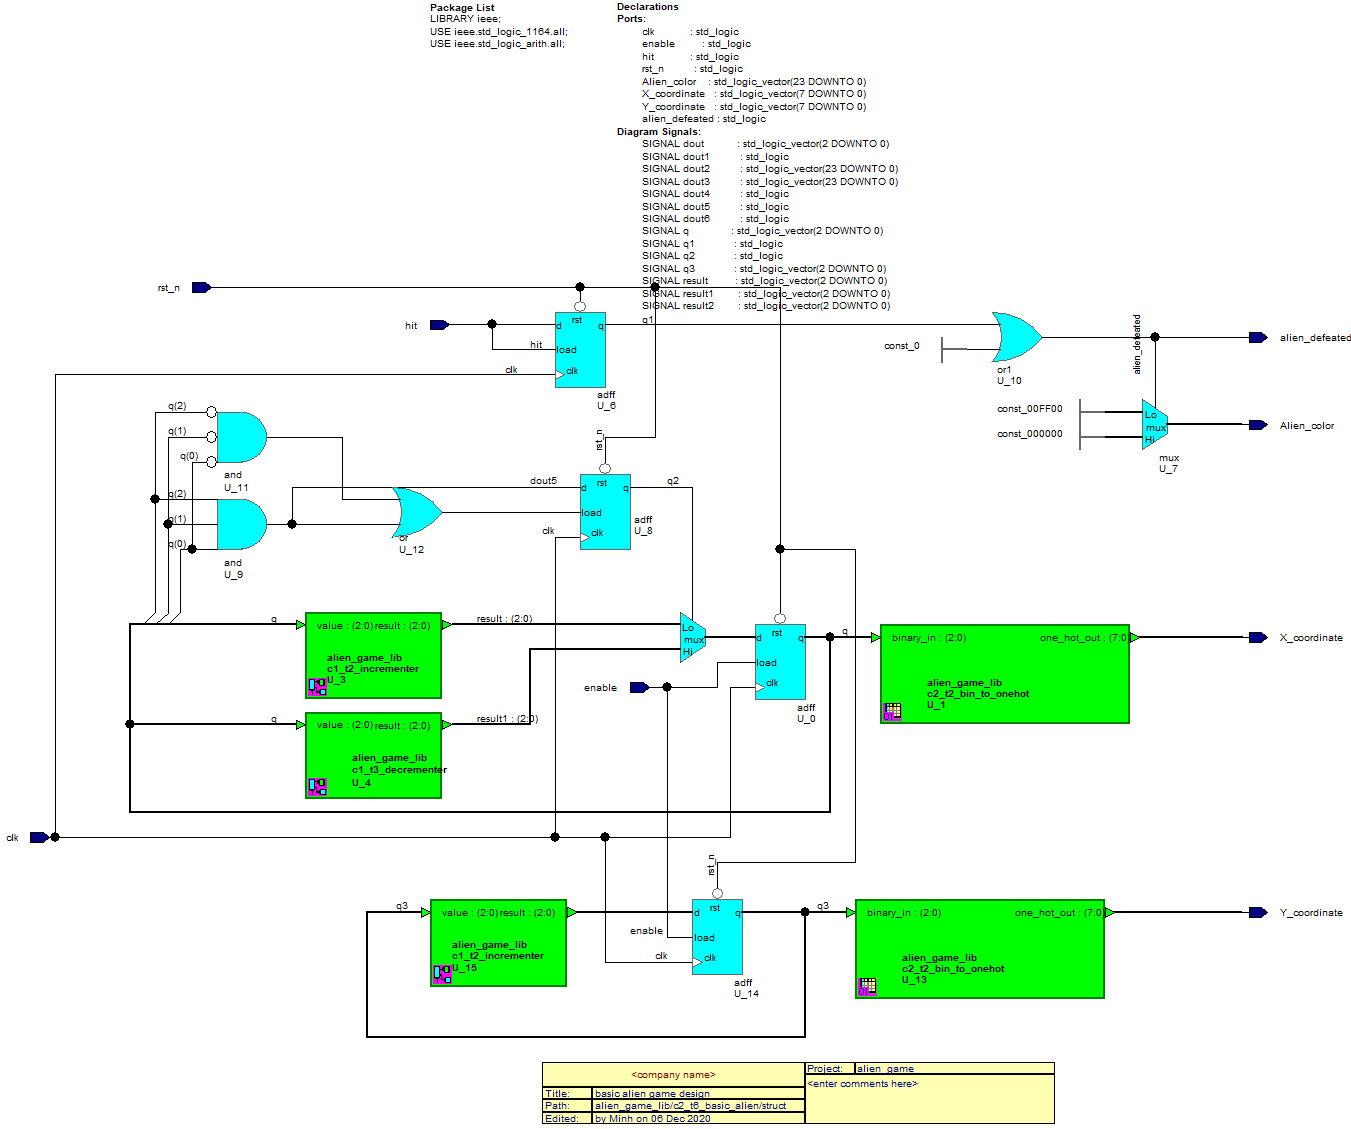 Package List
LIBRARY ieee;
USE ieee.std_logic_1164.all;
USE ieee.std_logic_arith.all;
Declarations
Ports:
clk : std_logic
enable : std_logic
hit : std_logic
rst_n : std_logic
Alien_color : std_logic_vector(23 DOWNTO 0)
X_coordinate : std_logic_vector(7 DOWNTO 0)
Y_coordinate : std_logic_vector(7 DOWNTO 0)
alien_defeated : std_logic
Diagram Signals:
SIGNAL dout : std_logic_vector(2 DOWNTO 0)
SIGNAL dout1 : std_logic
SIGNAL dout2 : std_logic_vector(23 DOWNTO 0)
SIGNAL dout3 : std_logic_vector(23 DOWNTO 0)
SIGNAL dout4 : std_logic
SIGNAL dout5 : std_logic
SIGNAL dout6 : std_logic
SIGNAL q : std_logic_vector(2 DOWNTO 0)
SIGNAL q1 : std_logic
SIGNAL q2 : std_logic
SIGNAL q3 : std_logic_vector(2 DOWNTO 0)
SIGNAL result : std_logic_vector(2 DOWNTO 0)
SIGNAL result1 : std_logic_vector(2 DOWNTO 0)
SIGNAL result2 : std_logic_vector(2 DOWNTO 0)
rst_n
hit
rst
d q
hit load
clk clk
adff
U_6
q1
const_0
or1
U_10
alien_defeated
alien_defeated
const_00FF00
const_000000
Lo
mux
Hi
mux
U_7
Alien_color
q(2)
q(1)
q(0)
and
U_11
q(2)
q(1)
q(0)
and
U_9
or
U_12
rst_n
dout5
rst
d q
load
clk clk
q2
adff
U_8
q
value : (2:0) result : (2:0)
alien_game_lib
c1_t2_incrementer
U_3
result : (2:0)
q
value : (2:0) result : (2:0)
alien_game_lib
c1_t3_decrementer
U_4
result1 : (2:0)
Lo
mux
Hi
enable
rst
d q
load
clk
adff
U_0
q
binary_in : (2:0) one_hot_out : (7:0)
alien_game_lib
c2_t2_bin_to_onehot
U_1
X_coordinate
clk
rst_n
q3
value : (2:0) result : (2:0)
alien_game_lib
c1_t2_incrementer
U_15
rst
d q
enable load
clk clk
adff
U_14
q3
binary_in : (2:0) one_hot_out : (7:0)
alien_game_lib
c2_t2_bin_to_onehot
U_13
Y_coordinate
<company name>
Title: basic alien game design
Path: alien_game_lib/c2_t6_basic_alien/struct
Edited: by Minh on 06 Dec 2020
Project: alien_game
<enter comments here>